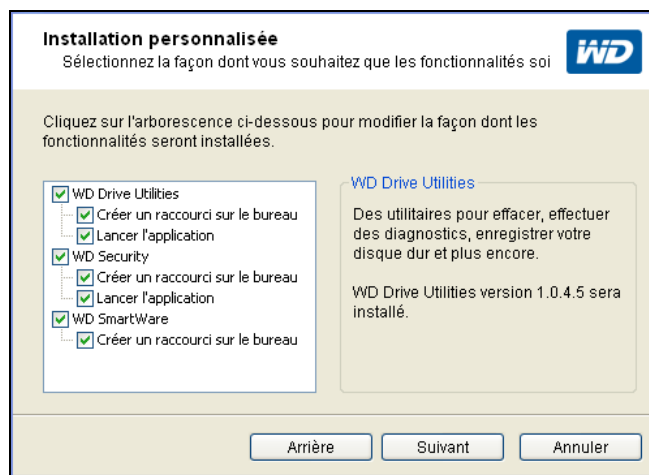 Installation personnalisée
Sélectionnez la façon dont vous souhaitez que les fonctionnalités soi
WD
Cliquez sur l'arborescence ci-dessous pour modifier la façon dont les
fonctionnalités seront installées.
WD Drive Utilities
Créer un raccourci sur le bureau
Lancer l'application
WD Security
Créer un raccourci sur le bureau
Lancer l'application
WD SmartWare
Créer un raccourci sur le bureau
WD Drive Utilities
Des utilitaires pour effacer, effectuer
des diagnostics, enregistrer votre
disque dur et plus encore.
WD Drive Utilities version 1.0.4.5 sera
installé.
Arrière
Suivant
Annuler